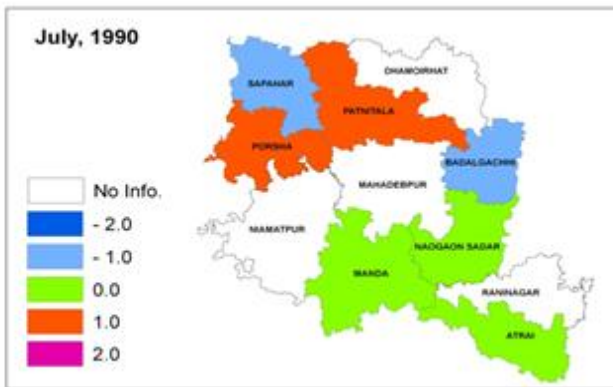 July, 1990
DHAMOIRHAT
SAPAHAR
PATNITALA
PORSHA
BADALGACHHI
MAHADEBPUR
NIAMATPUR
NAOGAON SADAR
MANDA
RANINAGAR
ATRAI
No Info.
- 2.0
- 1.0
0.0
1.0
2.0